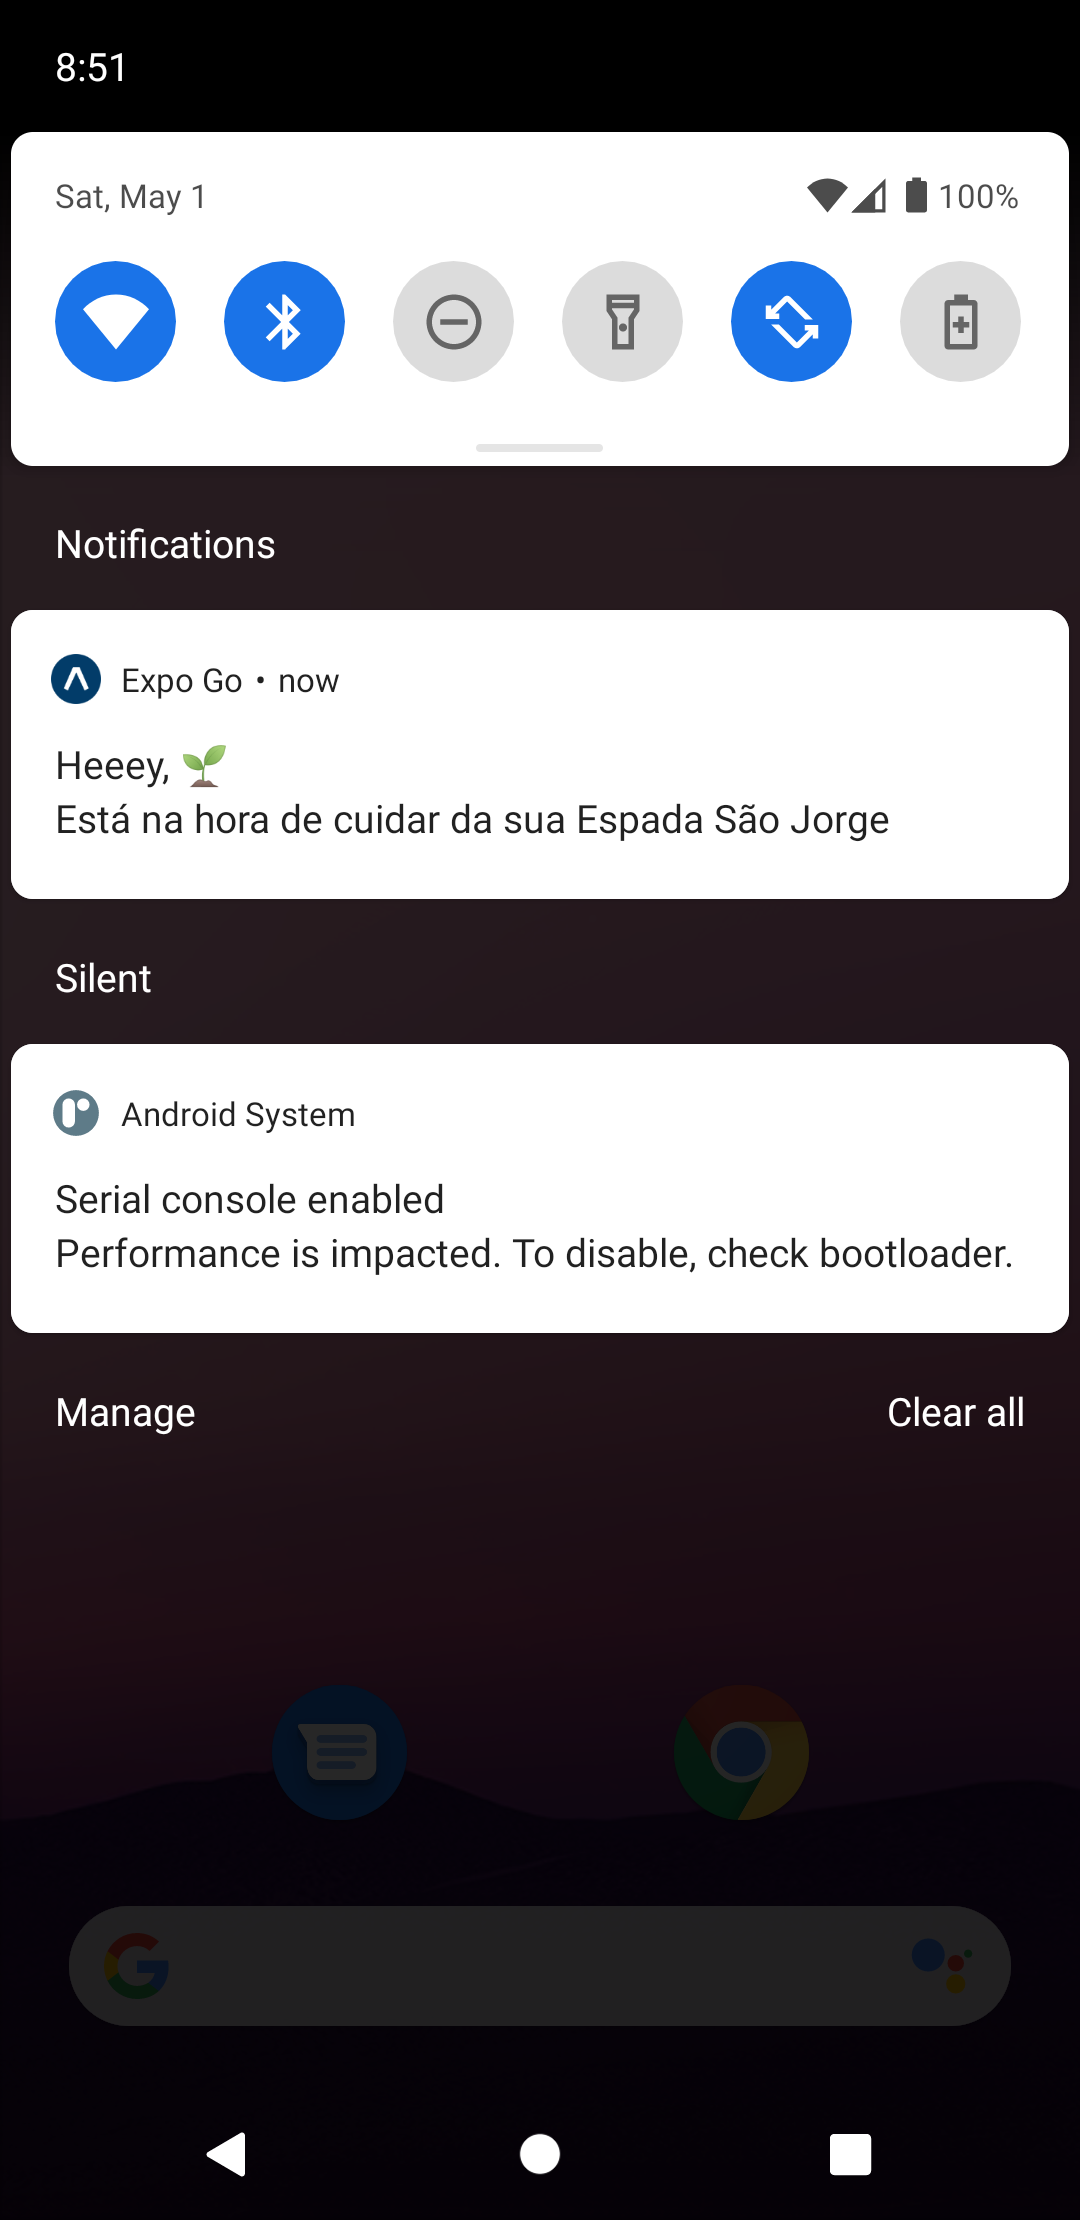 8:51
Sat, May 1
100%
Notifications
Expo Go • now
Heeey, 🌱
Está na hora de cuidar da sua Espada São Jorge
Silent
Android System
Serial console enabled
Performance is impacted. To disable, check bootloader.
Manage
Clear all